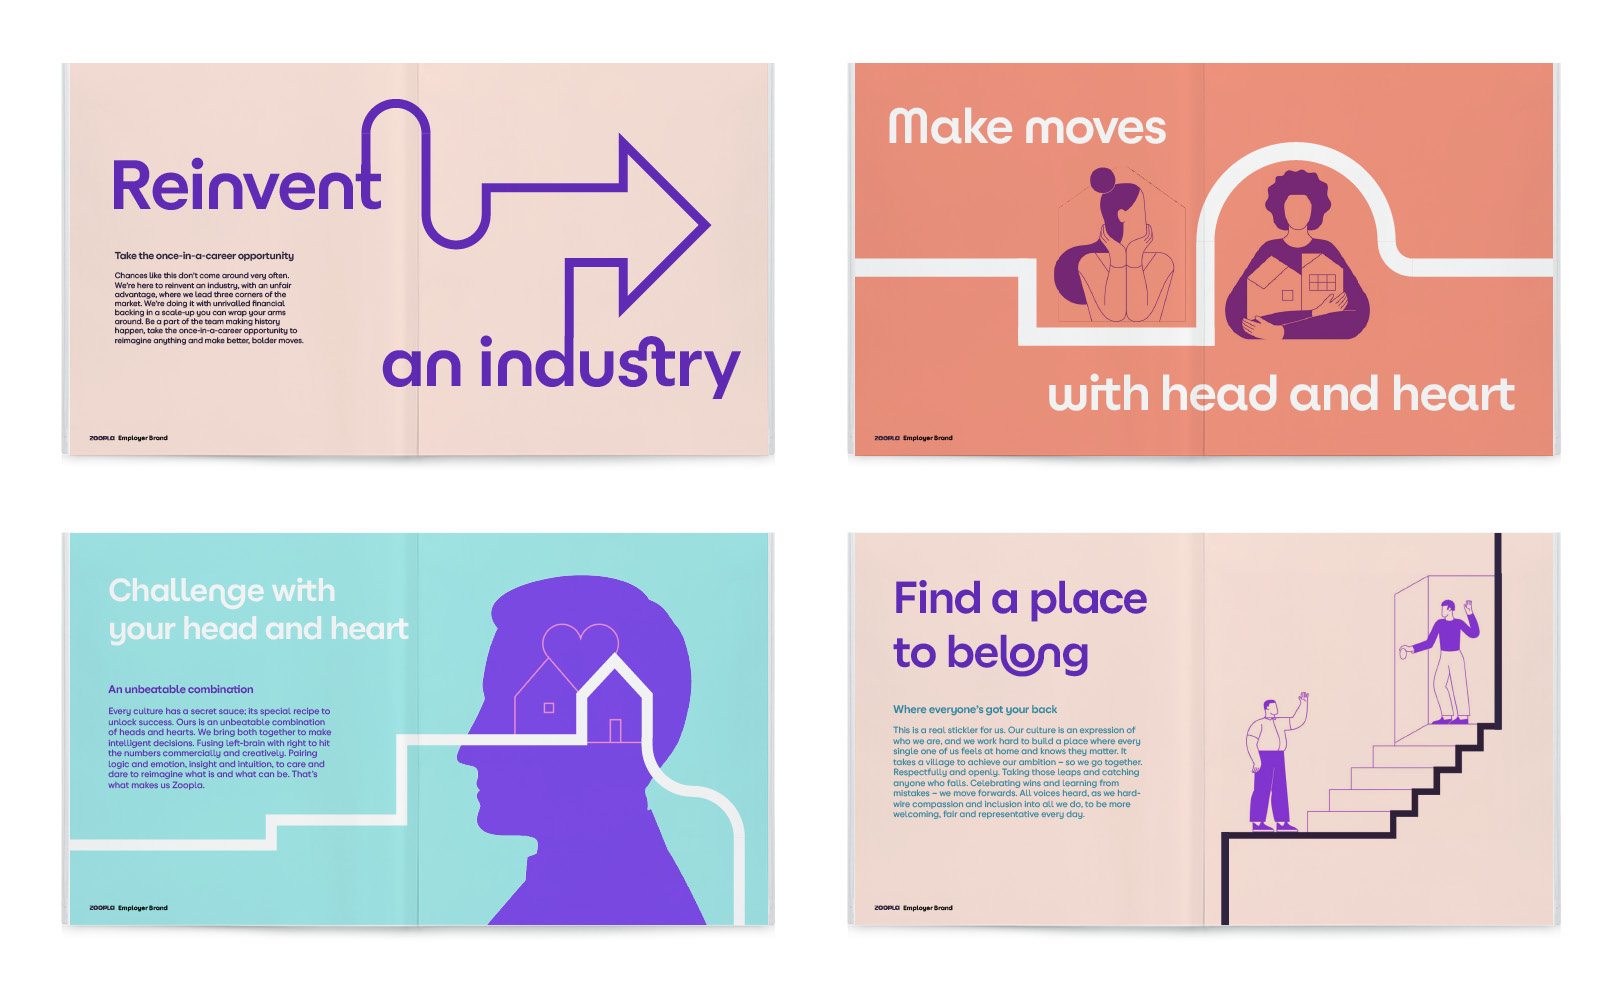 Reinvent
an industry
Take the once-in-a-career opportunity
Chances like this don't come around very often.
We're here to reinvent an industry, with an unfair
advantage, where we lead three corners of the
market. We're doing it with unrivalled financial
backing in a scale-up you can wrap your arms
around. Be a part of the team making history
happen, take the once-in-a-career opportunity to
reimagine anything and make better, bolder moves.
ZOOPLA Employer Brand
Make moves
with head and heart
ZOOPLA Employer Brand
Challenge with
your head and heart
An unbeatable combination
Every culture has a secret sauce; its special recipe to
unlock success. Ours is an unbeatable combination
of heads and hearts. We bring both together to make
intelligent decisions. Fusing left-brain with right to hit
the numbers commercially and creatively. Pairing
logic and emotion, insight and intuition, to care and
dare to reimagine what is and what can be. That's
what makes us Zoopla.
ZOOPLA Employer Brand
Find a place
to belong
Where everyone's got your back
This is a real stickler for us. Our culture is an expression of
who we are, and we work hard to build a place where every
single one of us feels at home and knows they matter. It
takes a village to achieve our ambition – so we go together.
Respectfully and openly. Taking those leaps and catching
anyone who falls. Celebrating wins and learning from
mistakes – we move forwards. All voices heard, as we hard-
wire compassion and inclusion into all we do, to be more
welcoming, fair and representative every day.
ZOOPLA Employer Brand